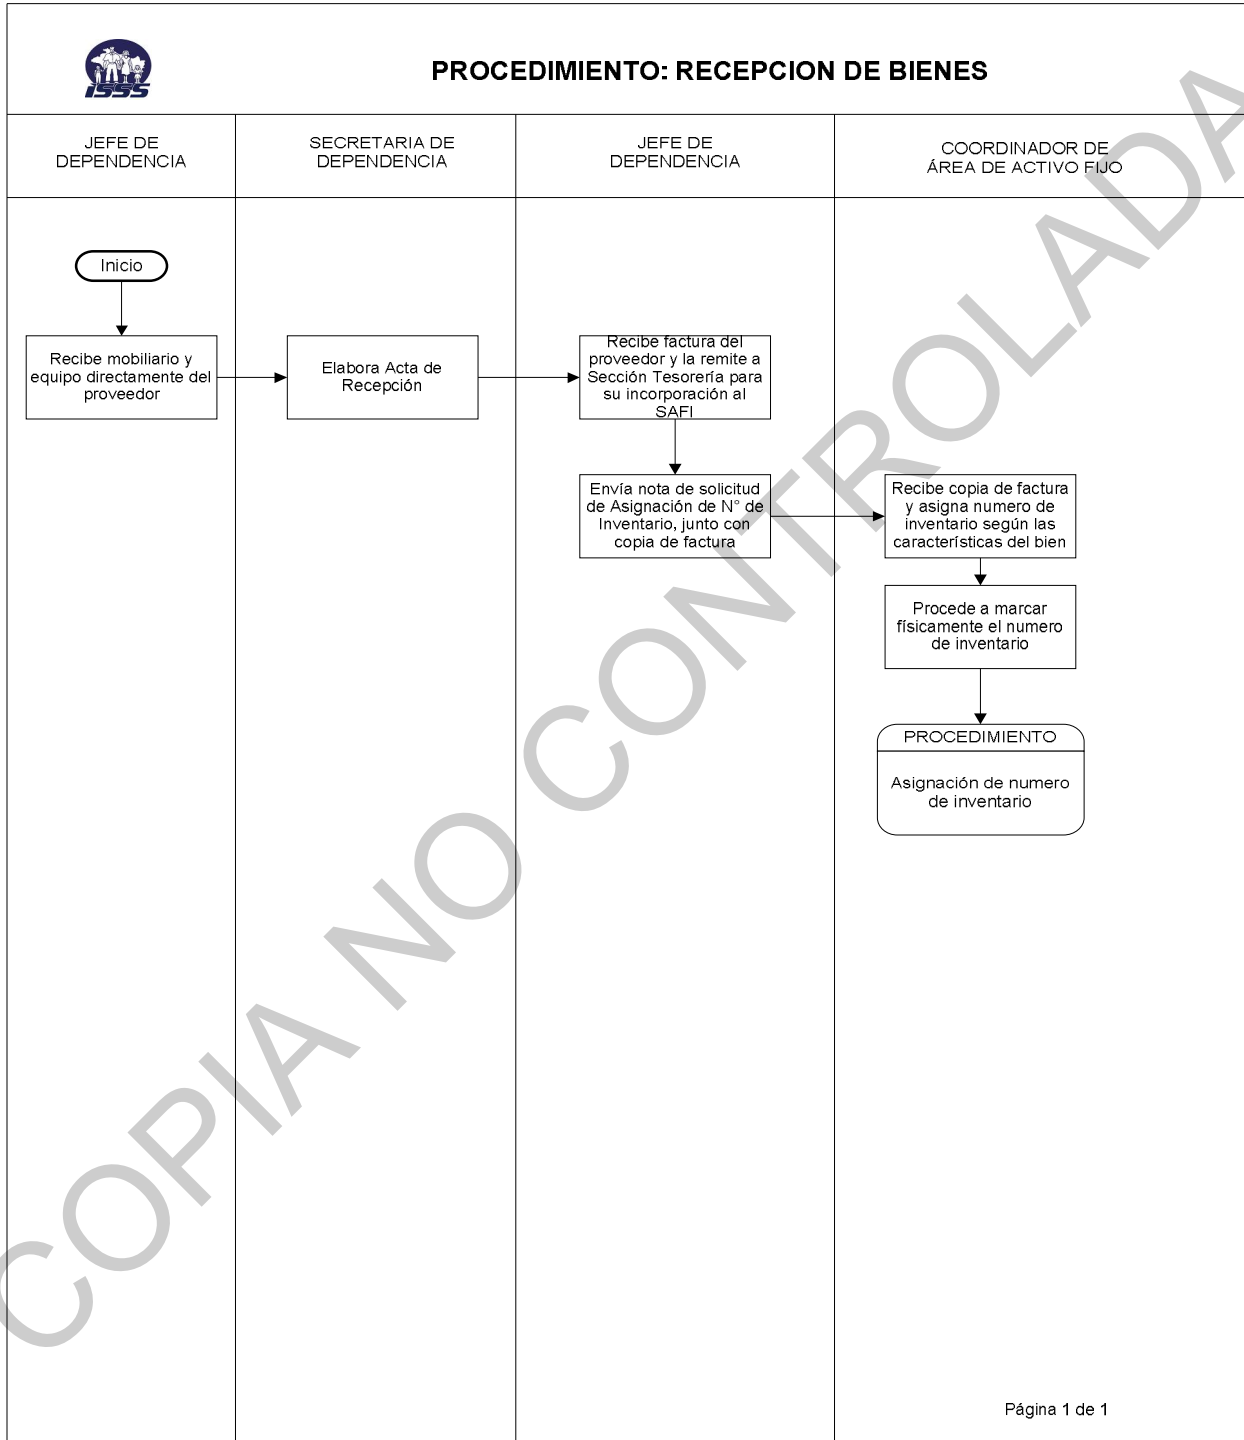 ISSS
PROCEDIMIENTO: RECEPCION DE BIENES
JEFE DE
DEPENDENCIA
SECRETARIA DE
DEPENDENCIA
JEFE DE
DEPENDENCIA
COORDINADOR DE
ÁREA DE ACTIVO FIJO
Inicio
Recibe mobiliario y
equipo directamente del
proveedor
Elabora Acta de
Recepción
Recibe factura del
proveedor y la remite a
Sección Tesorería para
su incorporación al
SAFI
Envía nota de solicitud
de Asignación de N° de
Inventario, junto con
copia de factura
Recibe copia de factura
y asigna numero de
inventario según las
características del bien
Procede a marcar
físicamente el numero
de inventario
PROCEDIMIENTO
Asignación de numero
de inventario
COPIA NO CONTROLADA
Página 1 de 1